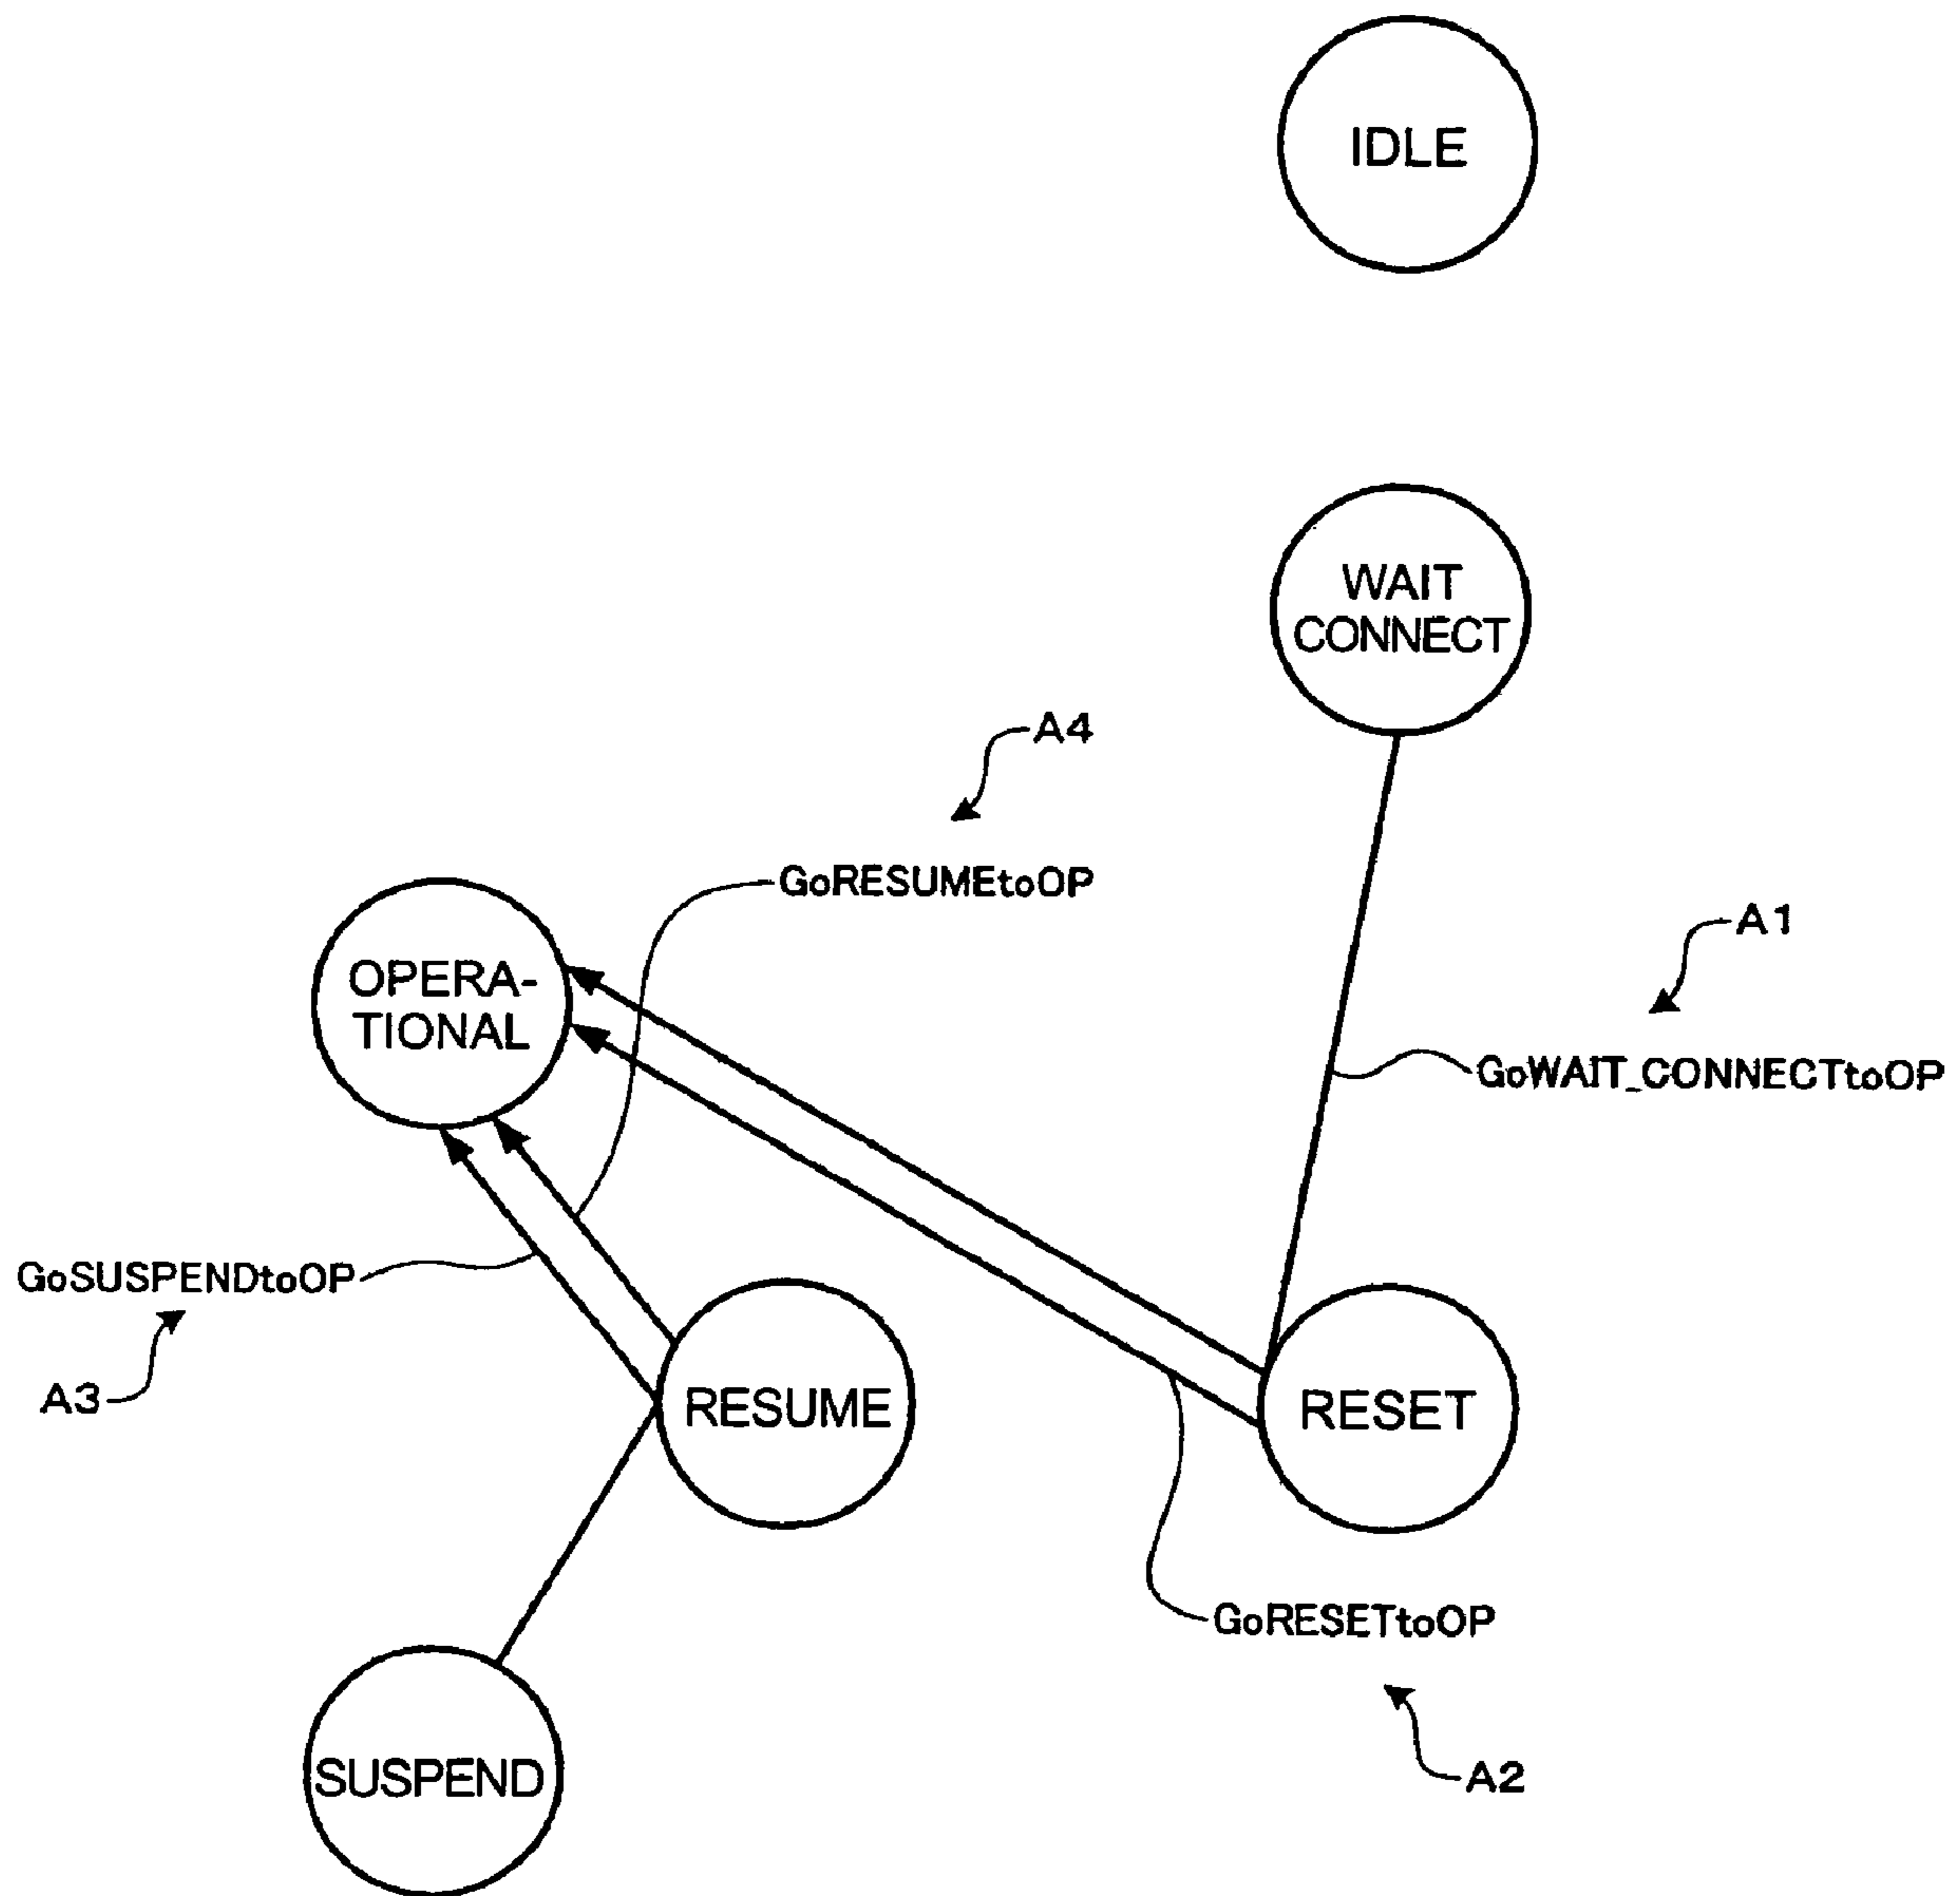 IDLE
WAIT
CONNECT
A4
GoRESUMEtoOP
A1
OPERA-
TIONAL
GoWAIT_CONNECTtoOP
GoSUSPENDtoOP
A3
RESUME
RESET
GoRESETtoOP
SUSPEND
A2